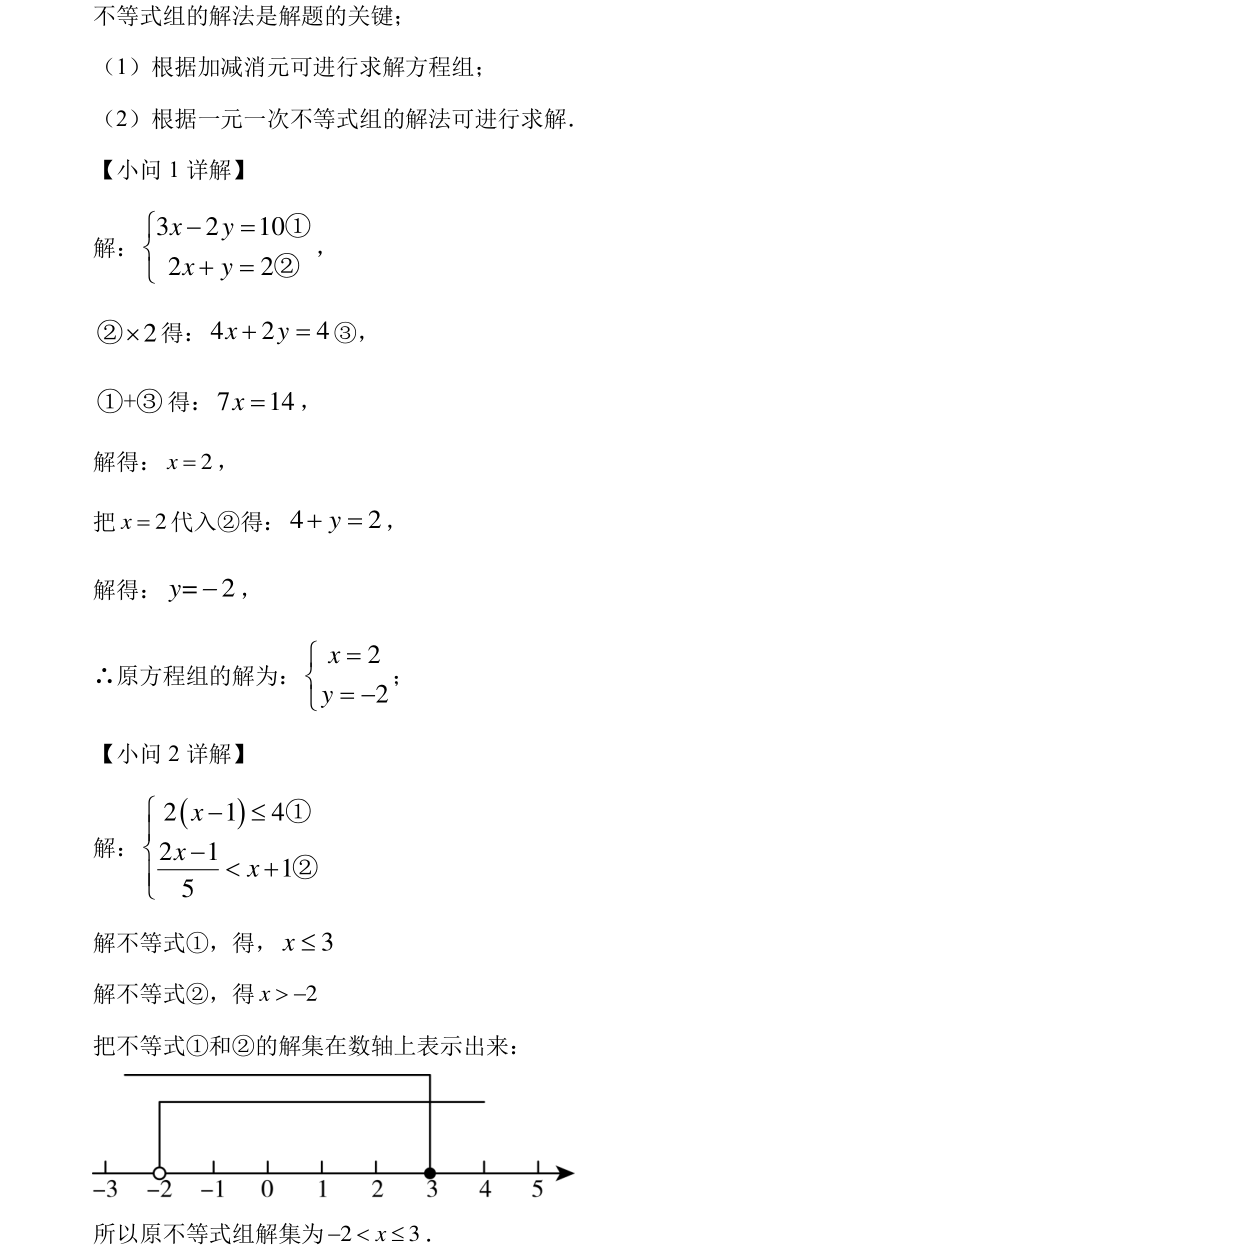 不等式组的解法是解题的关键；
（1）根据加减消元可进行求解方程组；
（2）根据一元一次不等式组的解法可进行求解．
【小问 1 详解】
解：{3x−2y=10①
2x+y=2②，
②×2得：4x+2y=4③，
①+③得：7x=14，
解得：x=2，
把x=2代入②得：4+y=2，
解得：y=−2，
∴原方程组的解为：{x=2
y=−2；
【小问 2 详解】
解：{2(x−1)≤4①
(2x−1)/5<x+1②
解不等式①，得，x≤3
解不等式②，得x>−2
把不等式①和②的解集在数轴上表示出来：
−3 −2 −1 0 1 2 3 4 5
所以原不等式组解集为−2<x≤3．